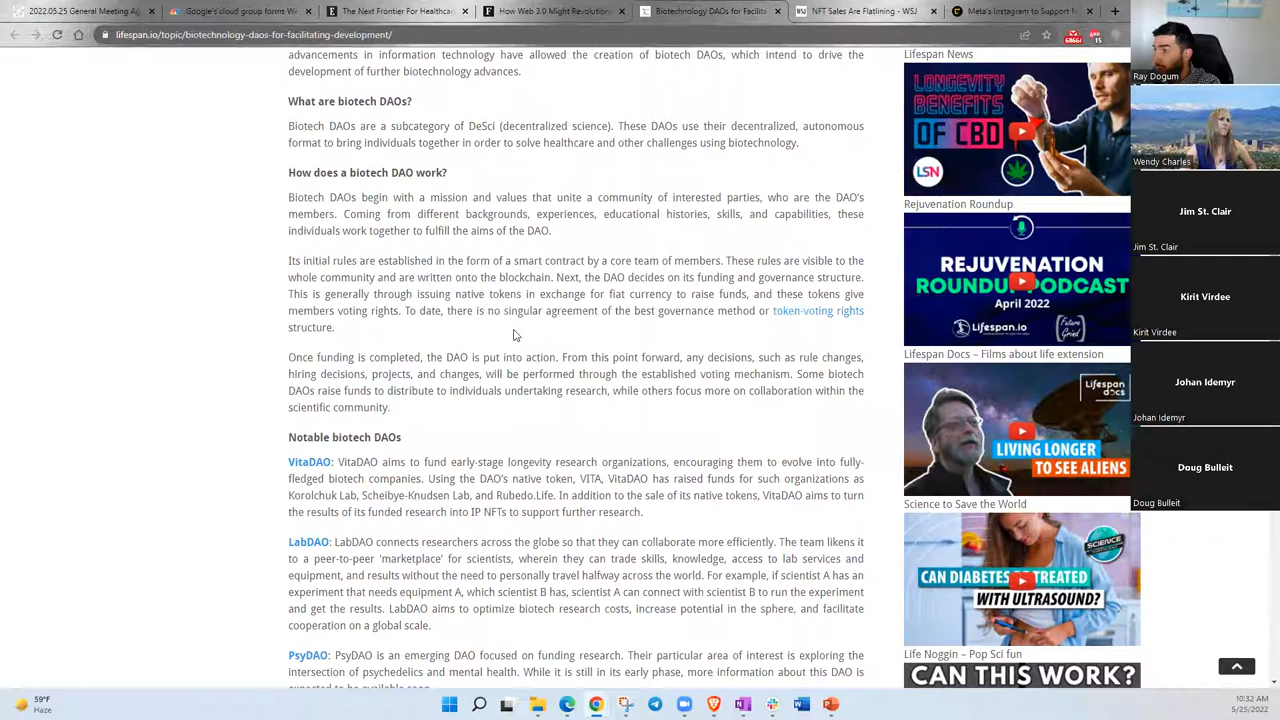 2022.05.25 General Meeting Ag
Google's cloud group forms We
The Next Frontier For Healthcar
How Web 3.0 Might Revolution
Biotechnology DAOs for Facilita
NFT Sales Are Flatlining - WSJ
Meta's Instagram to Support N
lifespan.io/topic/biotechnology-daos-for-facilitating-development/
advancements in information technology have allowed the creation of biotech DAOs, which intend to drive the
development of further biotechnology advances.
What are biotech DAOs?
Biotech DAOs are a subcategory of DeSci (decentralized science). These DAOs use their decentralized, autonomous
format to bring individuals together in order to solve healthcare and other challenges using biotechnology.
How does a biotech DAO work?
Biotech DAOs begin with a mission and values that unite a community of interested parties, who are the DAO's
members. Coming from different backgrounds, experiences, educational histories, skills, and capabilities, these
individuals work together to fulfill the aims of the DAO.
Its initial rules are established in the form of a smart contract by a core team of members. These rules are visible to the
whole community and are written onto the blockchain. Next, the DAO decides on its funding and governance structure.
This is generally through issuing native tokens in exchange for fiat currency to raise funds, and these tokens give
members voting rights. To date, there is no singular agreement of the best governance method or token-voting rights
structure.
Once funding is completed, the DAO is put into action. From this point forward, any decisions, such as rule changes,
hiring decisions, projects, and changes, will be performed through the established voting mechanism. Some biotech
DAOs raise funds to distribute to individuals undertaking research, while others focus more on collaboration within the
scientific community.
Notable biotech DAOs
VitaDAO: VitaDAO aims to fund early-stage longevity research organizations, encouraging them to evolve into fully-
fledged biotech companies. Using the DAO's native token, VITA, VitaDAO has raised funds for such organizations as
Korolchuk Lab, Scheibye-Knudsen Lab, and Rubedo.Life. In addition to the sale of its native tokens, VitaDAO aims to turn
the results of its funded research into IP NFTs to support further research.
LabDAO: LabDAO connects researchers across the globe so that they can collaborate more efficiently. The team likens it
to a peer-to-peer 'marketplace' for scientists, wherein they can trade skills, knowledge, access to lab services and
equipment, and results without the need to personally travel halfway across the world. For example, if scientist A has an
experiment that needs equipment A, which scientist B has, scientist A can connect with scientist B to run the experiment
and get the results. LabDAO aims to optimize biotech research costs, increase potential in the sphere, and facilitate
cooperation on a global scale.
PsyDAO: PsyDAO is an emerging DAO focused on funding research. Their particular area of interest is exploring the
intersection of psychedelics and mental health. While it is still in its early phase, more information about this DAO is
expected to be available soon.
Lifespan News
LONGEVITY
BENEFITS
OF CBD
LSN
Rejuvenation Roundup
REJUVENATION
ROUNDUP PODCAST
April 2022
Lifespan.io
Future
Grind
Lifespan Docs – Films about life extension
Lifespan
docs
LIVING LONGER
TO SEE ALIENS
Science to Save the World
SCIENCE
CAN DIABETES BE TREATED
WITH ULTRASOUND?
Life Noggin – Pop Sci fun
CAN THIS WORK?
Ray Dogum
Wendy Charles
Jim St. Clair
Jim St. Clair
Kirit Virdee
Kirit Virdee
Johan Idemyr
Johan Idemyr
Doug Bulleit
Doug Bulleit
59°F
Haze
10:32 AM
5/25/2022